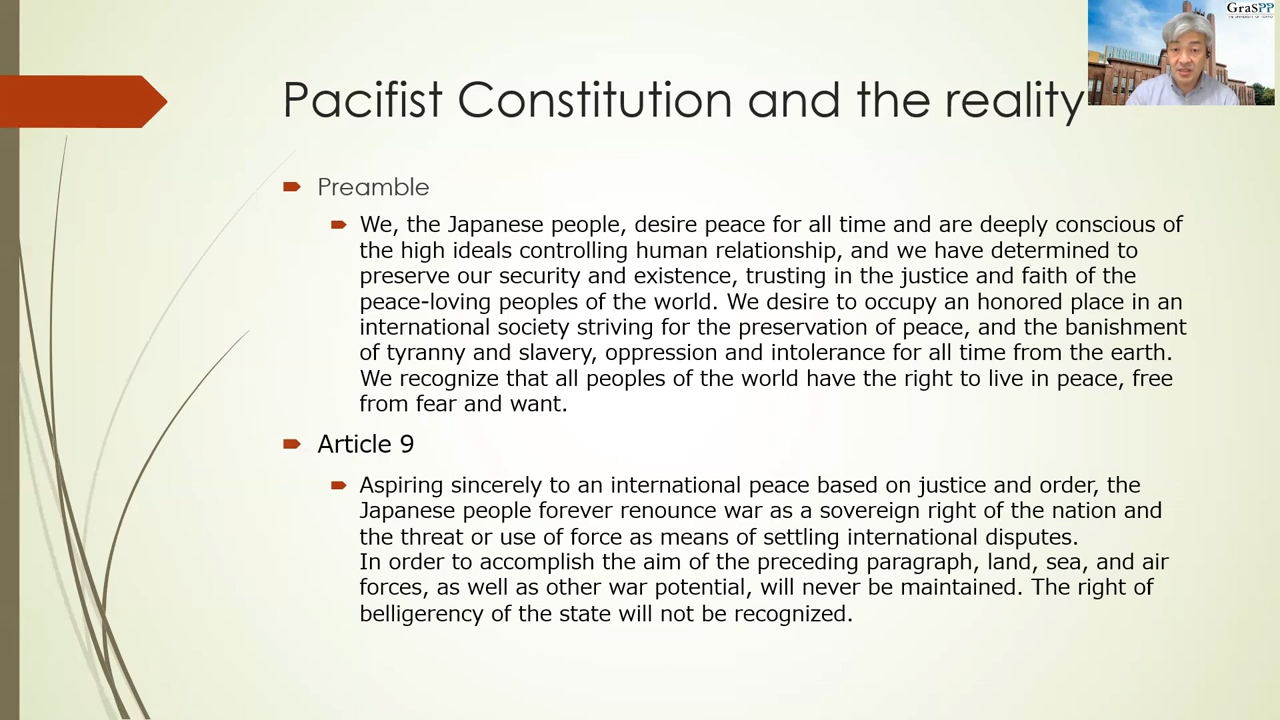 GraSPP
THE UNIVERSITY OF TOKYO
Pacifist Constitution and the reality
Preamble
We, the Japanese people, desire peace for all time and are deeply conscious of
the high ideals controlling human relationship, and we have determined to
preserve our security and existence, trusting in the justice and faith of the
peace-loving peoples of the world. We desire to occupy an honored place in an
international society striving for the preservation of peace, and the banishment
of tyranny and slavery, oppression and intolerance for all time from the earth.
We recognize that all peoples of the world have the right to live in peace, free
from fear and want.
Article 9
Aspiring sincerely to an international peace based on justice and order, the
Japanese people forever renounce war as a sovereign right of the nation and
the threat or use of force as means of settling international disputes.
In order to accomplish the aim of the preceding paragraph, land, sea, and air
forces, as well as other war potential, will never be maintained. The right of
belligerency of the state will not be recognized.